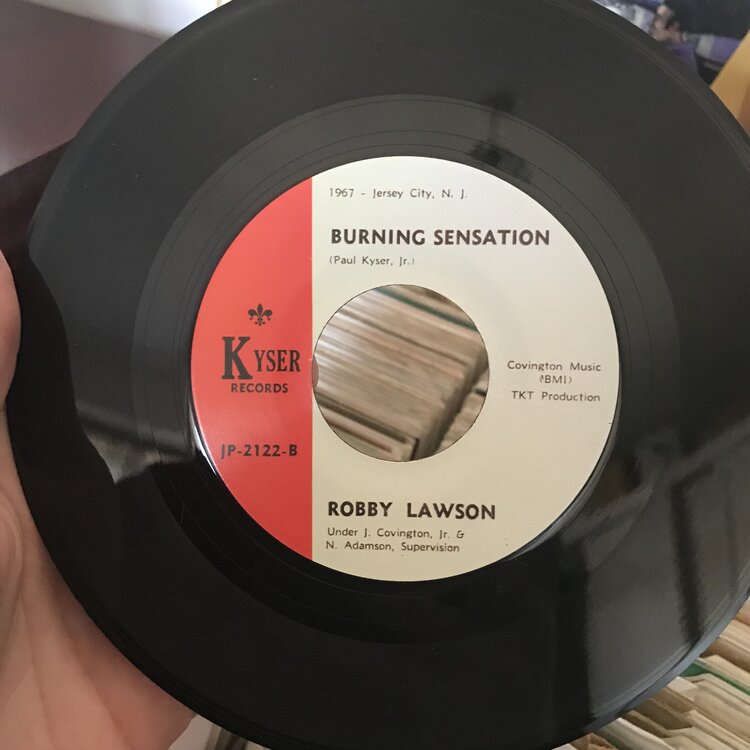 1967 - Jersey City, N. J.
BURNING SENSATION
(Paul Kyser, Jr.)
KYSER
RECORDS
Covington Music
(BMI)
TKT Production
JP-2122-B
ROBBY LAWSON
Under J. Covington, Jr. &
N. Adamson, Supervision